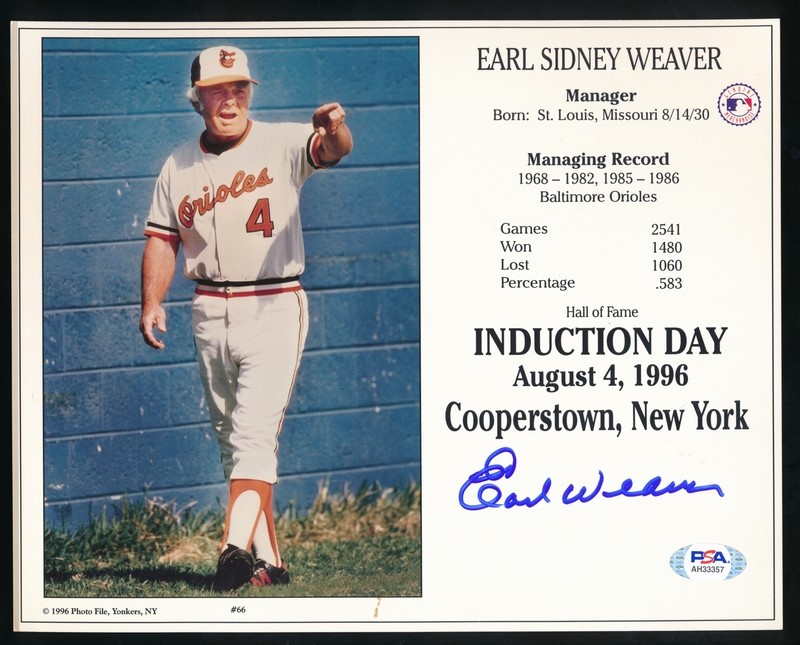 Orioles
4
EARL SIDNEY WEAVER
Manager
Born: St. Louis, Missouri 8/14/30
GENUINE
MERCHANDISE
Managing Record
1968 – 1982, 1985 – 1986
Baltimore Orioles
Games 2541
Won 1480
Lost 1060
Percentage .583
Hall of Fame
INDUCTION DAY
August 4, 1996
Cooperstown, New York
Earl Weaver
PSA
AH33357
© 1996 Photo File, Yonkers, NY
#66